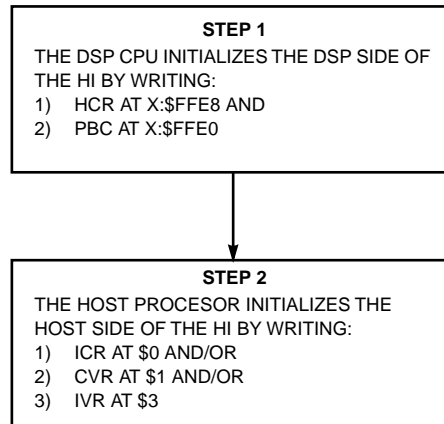 STEP 1
THE DSP CPU INITIALIZES THE DSP SIDE OF
THE HI BY WRITING:
1) HCR AT X:$FFE8 AND
2) PBC AT X:$FFE0
STEP 2
THE HOST PROCESOR INITIALIZES THE
HOST SIDE OF THE HI BY WRITING:
1) ICR AT $0 AND/OR
2) CVR AT $1 AND/OR
3) IVR AT $3